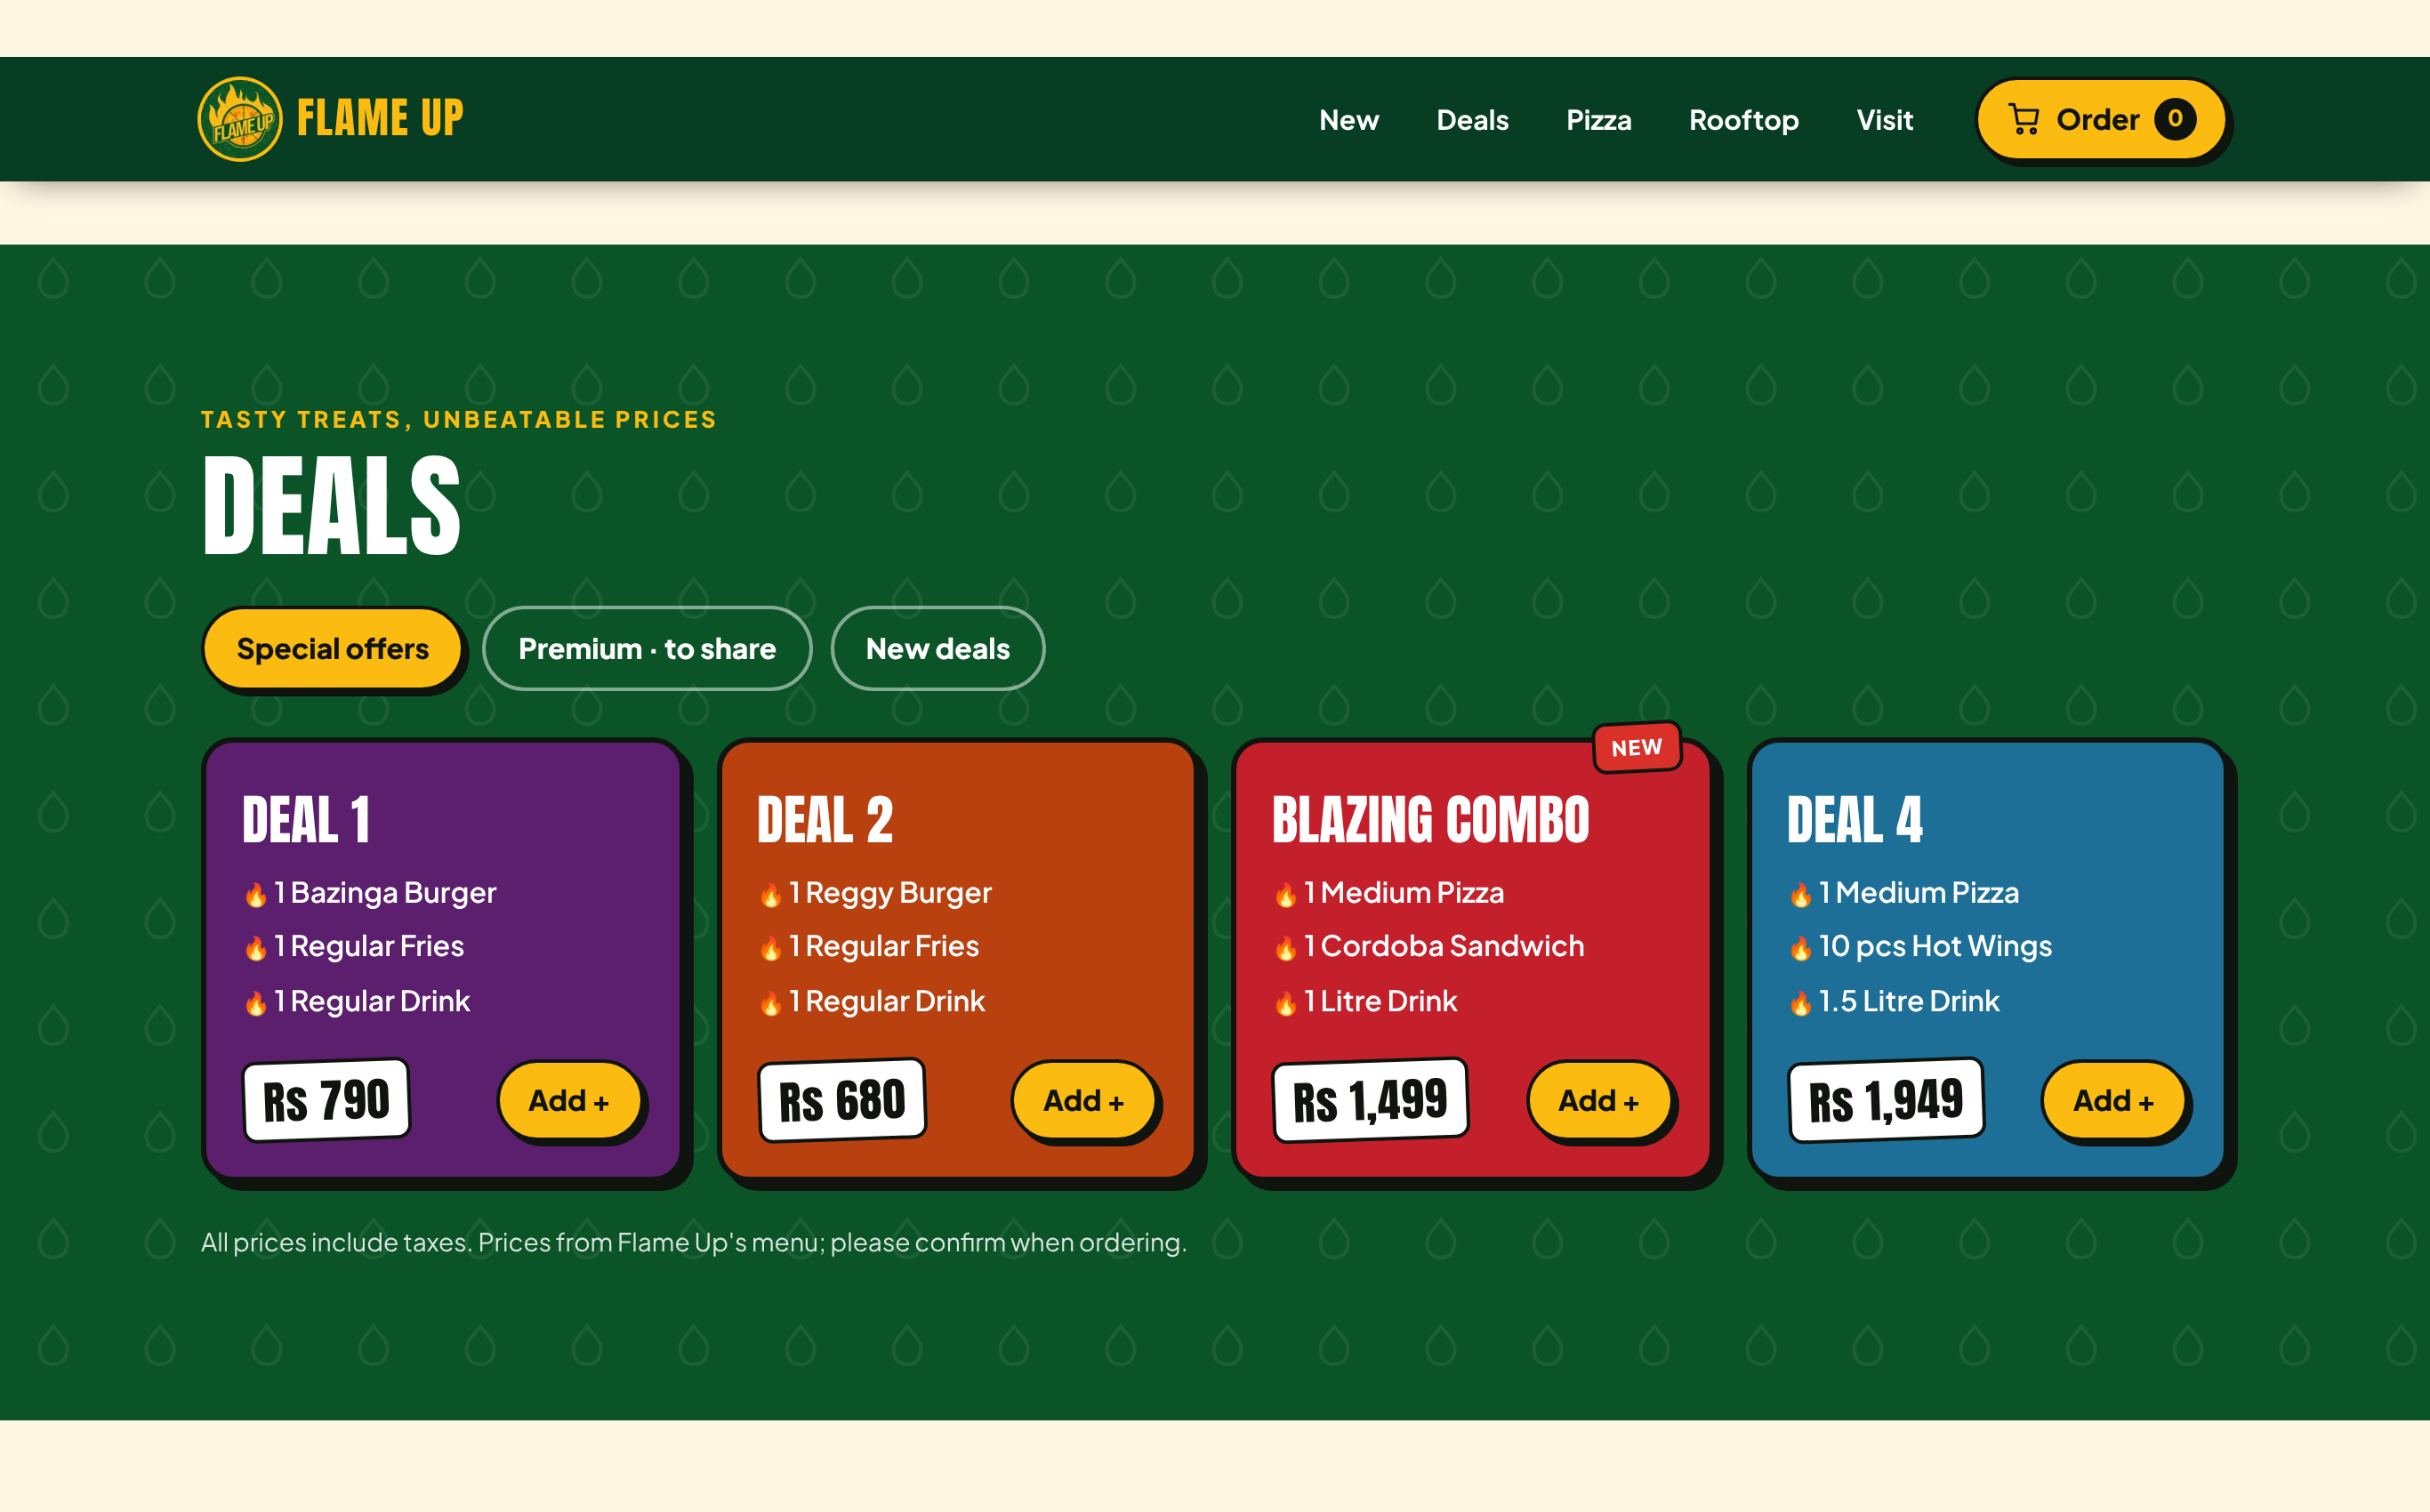 FLAME UP
FLAME UP
New
Deals
Pizza
Rooftop
Visit
Order 0
TASTY TREATS, UNBEATABLE PRICES
DEALS
Special offers
Premium · to share
New deals
DEAL 1
🔥 1 Bazinga Burger
🔥 1 Regular Fries
🔥 1 Regular Drink
Rs 790
Add +
DEAL 2
🔥 1 Reggy Burger
🔥 1 Regular Fries
🔥 1 Regular Drink
Rs 680
Add +
NEW
BLAZING COMBO
🔥 1 Medium Pizza
🔥 1 Cordoba Sandwich
🔥 1 Litre Drink
Rs 1,499
Add +
DEAL 4
🔥 1 Medium Pizza
🔥 10 pcs Hot Wings
🔥 1.5 Litre Drink
Rs 1,949
Add +
All prices include taxes. Prices from Flame Up's menu; please confirm when ordering.